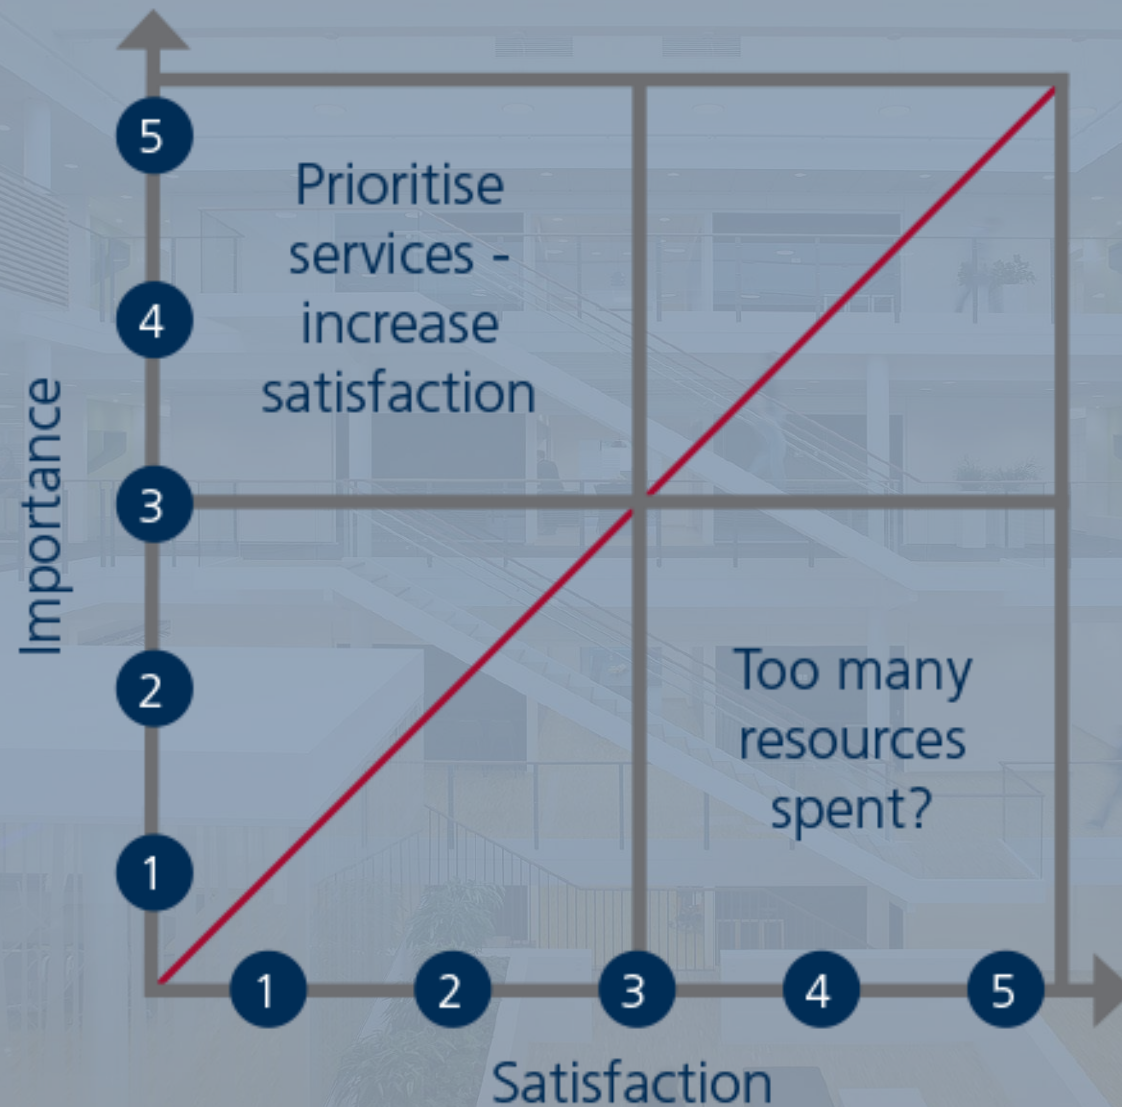 5
Prioritise
services -
increase
satisfaction
4
Importance
3
2
Too many
resources
spent?
1
1 2 3 4 5
Satisfaction